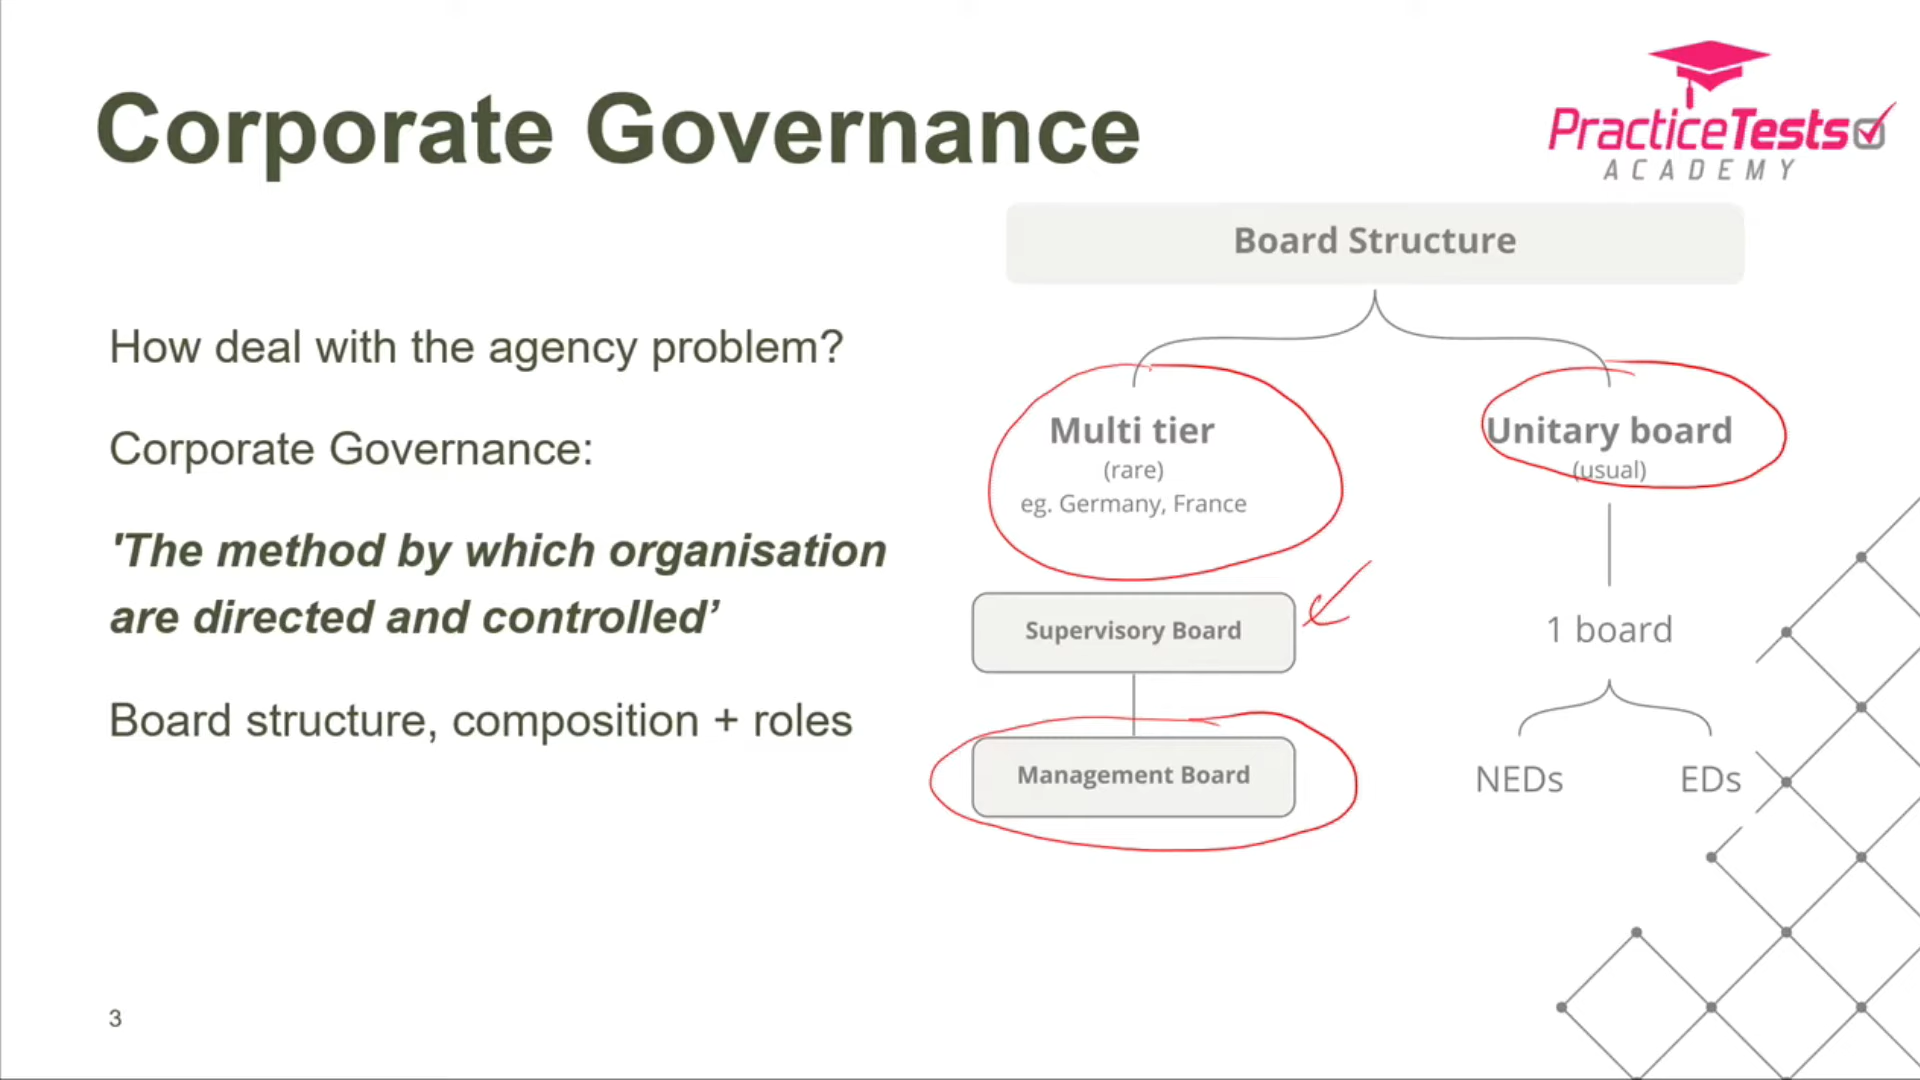 Corporate Governance
PracticeTests
ACADEMY
How deal with the agency problem?
Corporate Governance:
'The method by which organisation
are directed and controlled’
Board structure, composition + roles
Board Structure
Multi tier
(rare)
eg. Germany, France
Supervisory Board
Management Board
Unitary board
(usual)
1 board
NEDs
EDs
3